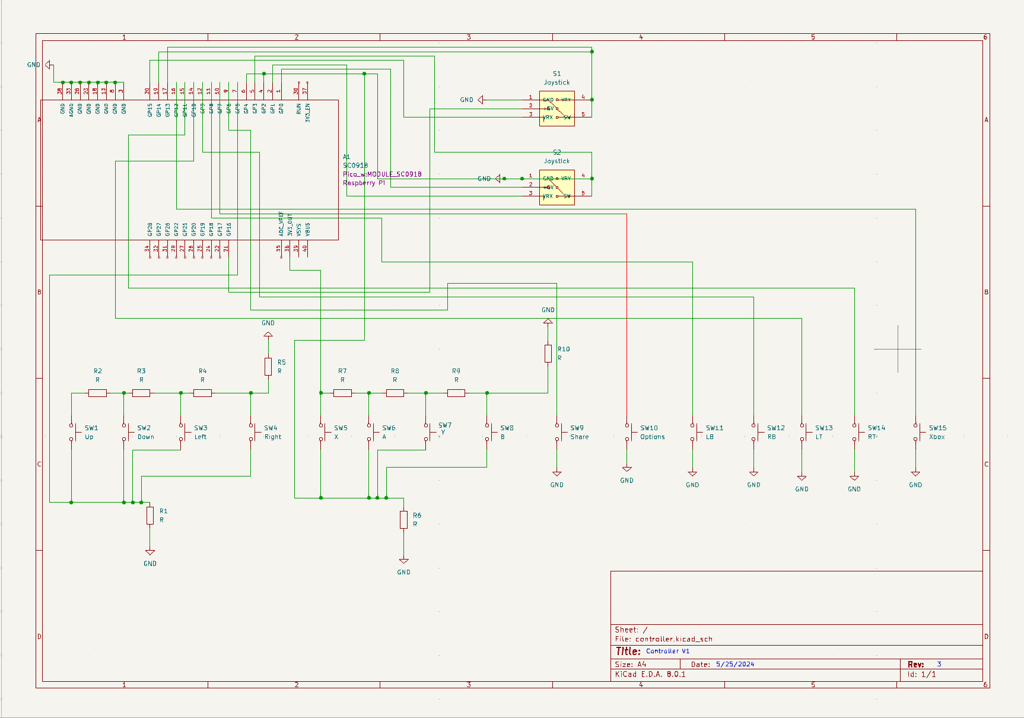 1 2 3 4 5 6
GND
38 33 28 23 18 13 8 3 20 19 17 16 15 14 12 11 10 9 7 6 5 4 2 1 30 37
GND AGND GND GND GND GND GND GND GP15 GP14 GP13 GP12 GP11 GP10 GP9 GP8 GP7 GP6 GP5 GP4 GP3 GP2 GP1 GP0 RUN 3V3_EN
S1
Joystick
GND
1 GND VRY 4
2 +5V
3 VRX SW 5
A
A
A1
SC0918
Pico_w:MODULE_SC0918
Raspberry Pi
S2
Joystick
GND
1 GND VRY 4
2 +5V
3 VRX SW 5
GP28 GP27 GP26 GP22 GP21 GP20 GP19 GP18 GP17 GP16 ADC_VREF 3V3_OUT VSYS VBUS
34 32 31 29 27 26 25 24 22 21 35 36 39 40
B
B
GND
GND
R5
R
R10
R
R2
R
R3
R
R4
R
R7
R
R8
R
R9
R
SW1
Up
SW2
Down
SW3
Left
SW4
Right
SW5
X
SW6
A
SW7
Y
SW8
B
SW9
Share
SW10
Options
SW11
LB
SW12
RB
SW13
LT
SW14
RT
SW15
Xbox
C
C
GND GND GND GND GND GND GND
R1
R
R6
R
GND
GND
D
D
Sheet: /
File: controller.kicad_sch
Title: Controller V1
Size: A4 Date: 5/25/2024 Rev: 3
KiCad E.D.A. 8.0.1 Id: 1/1
1 2 3 4 5 6